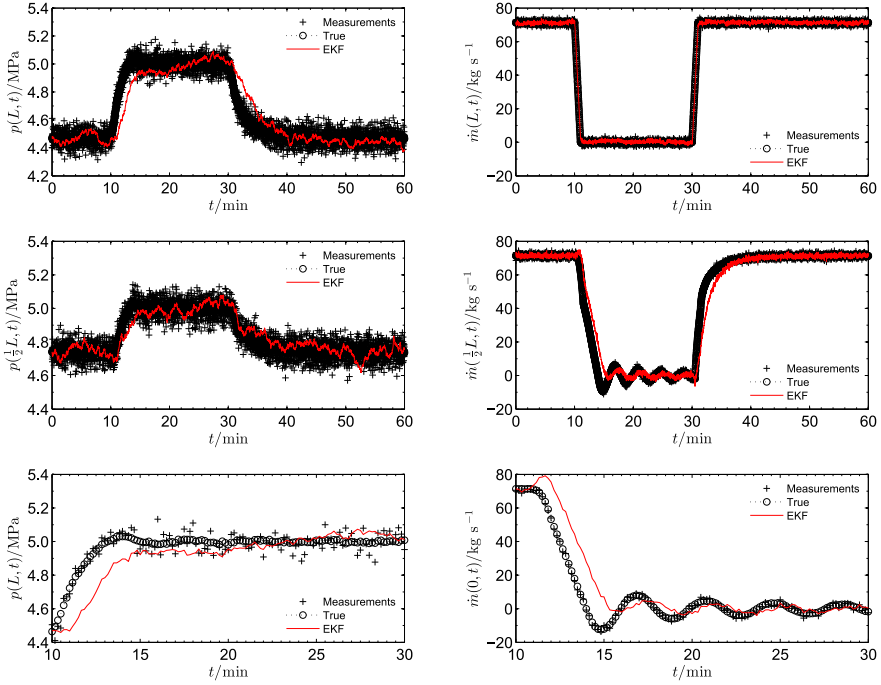 5.4
5.2
5.0
4.8
4.6
4.4
4.2
p(L, t)/MPa
Measurements
True
EKF
0 10 20 30 40 50 60
t/min
80
60
40
20
0
−20
ṁ(L, t)/kg s⁻¹
Measurements
True
EKF
0 10 20 30 40 50 60
t/min
5.4
5.2
5.0
4.8
4.6
4.4
p(½L, t)/MPa
Measurements
True
EKF
0 10 20 30 40 50 60
t/min
80
60
40
20
0
−20
ṁ(½L, t)/kg s⁻¹
Measurements
True
EKF
0 10 20 30 40 50 60
t/min
5.4
5.2
5.0
4.8
4.6
4.4
p(L, t)/MPa
Measurements
True
EKF
10 15 20 25 30
t/min
80
60
40
20
0
−20
ṁ(0, t)/kg s⁻¹
Measurements
True
EKF
10 15 20 25 30
t/min